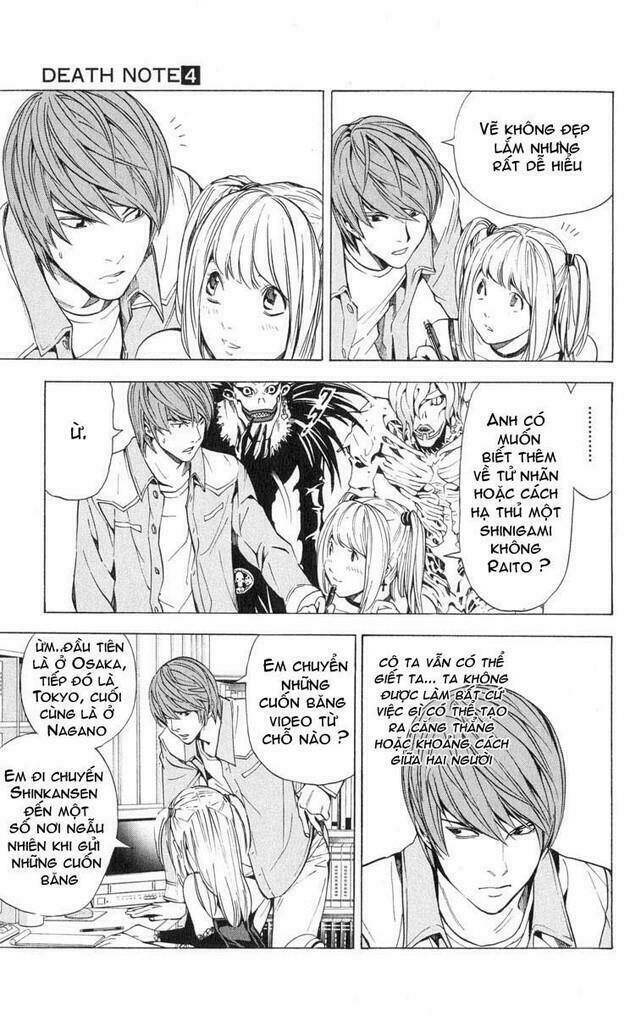 DEATH NOTE 4
VẼ KHÔNG ĐẸP
LẮM NHƯNG
RẤT DỄ HIỂU
..........
ANH CÓ
MUỐN
BIẾT THÊM
VỀ TỬ NHÃN
HOẶC CÁCH
HẠ THỦ MỘT
SHINIGAMI
KHÔNG
RAITO ?
Ừ.
CÔ TA VẪN CÓ THỂ
GIẾT TA... TA KHÔNG
ĐƯỢC LÀM BẤT CỨ
VIỆC GÌ CÓ THỂ TẠO
RA CĂNG THẲNG
HOẶC KHOẢNG CÁCH
GIỮA HAI NGƯỜI
EM CHUYỂN
NHỮNG
CUỐN BĂNG
VIDEO TỪ
CHỖ NÀO ?
ỪM..ĐẦU TIÊN
LÀ Ở OSAKA,
TIẾP ĐÓ LÀ
TOKYO, CUỐI
CÙNG LÀ Ở
NAGANO
EM ĐI CHUYẾN
SHINKANSEN
ĐẾN MỘT
SỐ NƠI NGẪU
NHIÊN KHI GỬI
NHỮNG CUỐN
BĂNG